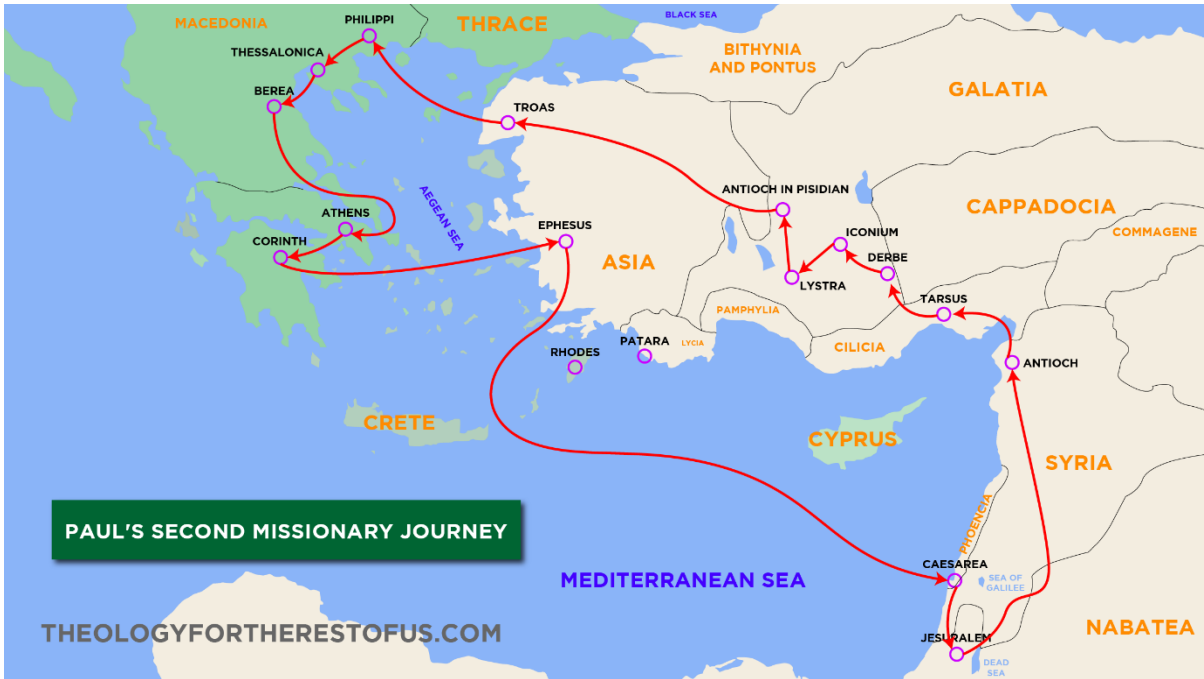 BLACK SEA
PHILIPPI
MACEDONIA
THRACE
THESSALONICA
BITHYNIA
AND PONTUS
BEREA
GALATIA
TROAS
ANTIOCH IN PISIDIAN
CAPPADOCIA
AEGEAN SEA
ATHENS
EPHESUS
ICONIUM
COMMAGENE
CORINTH
ASIA
DERBE
LYSTRA
TARSUS
PAMPHYLIA
PATARA
LYCIA
CILICIA
RHODES
ANTIOCH
CRETE
CYPRUS
SYRIA
PAUL'S SECOND MISSIONARY JOURNEY
PHOENCIA
CAESAREA
MEDITERRANEAN SEA
SEA OF
GALILEE
THEOLOGYFORTHERESTOFUS.COM
NABATEA
JESURALEM
DEAD
SEA